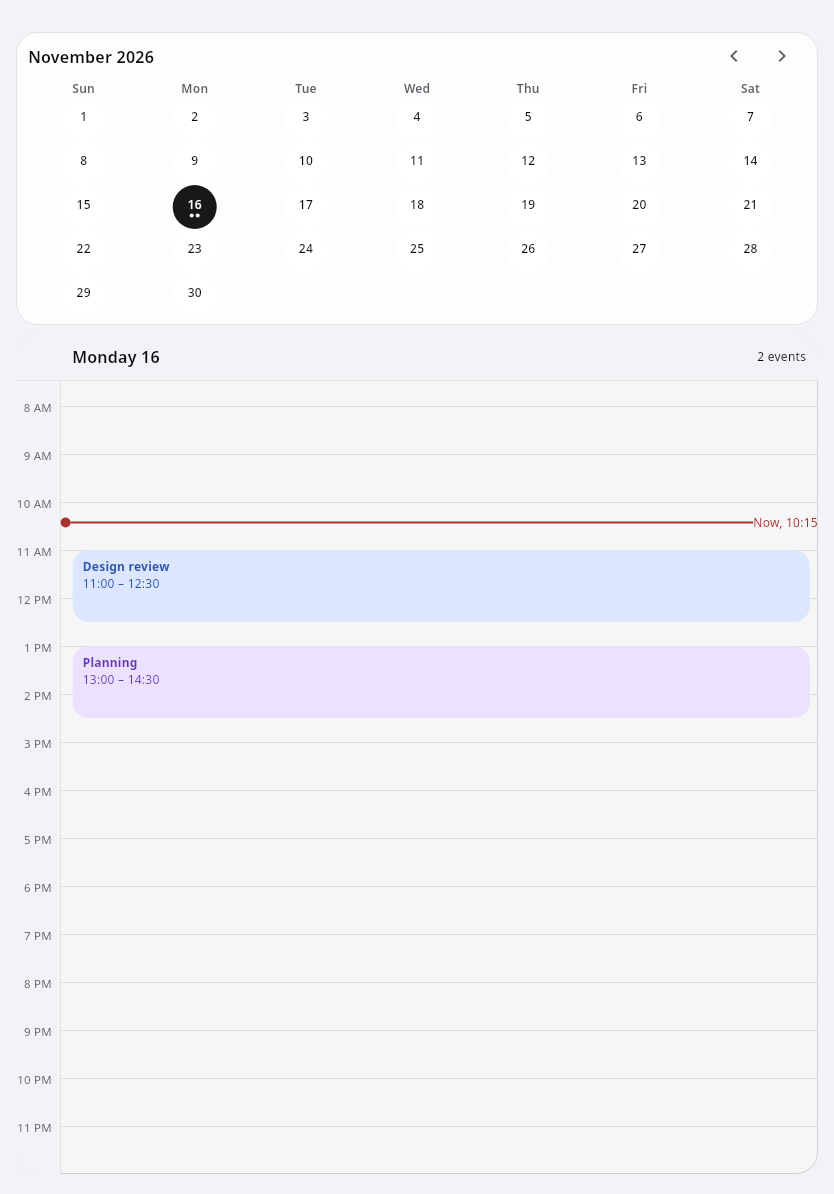 November 2026
Sun Mon Tue Wed Thu Fri Sat
1 2 3 4 5 6 7
8 9 10 11 12 13 14
15 16 17 18 19 20 21
22 23 24 25 26 27 28
29 30
Monday 16 2 events
8 AM
9 AM
10 AM
Now, 10:15
11 AM
Design review
11:00 – 12:30
12 PM
1 PM
Planning
13:00 – 14:30
2 PM
3 PM
4 PM
5 PM
6 PM
7 PM
8 PM
9 PM
10 PM
11 PM